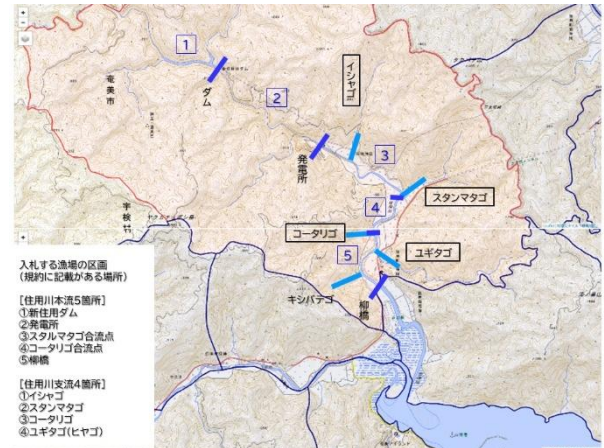 1
イシャゴ
奄美市
ダム
2
発電所
3
スタンマタゴ
4
宇検村
コータリゴ
ユギタゴ
5
キシバテゴ
柳橋
入札する漁場の区画
(規約に記載がある場所)
[住用川本流5箇所]
①新住用ダム
②発電所
③スタルマタゴ合流点
④コータリゴ合流点
⑤柳橋
[住用川支流4箇所]
①イシャゴ
②スタンマタゴ
③コータリゴ
④ユギタゴ(ヒヤゴ)